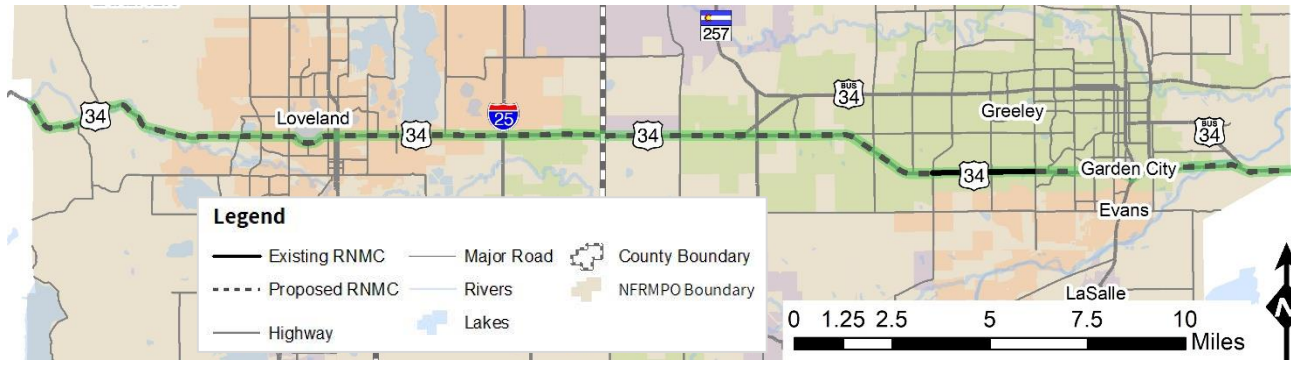 257
BUS
34
34
Loveland
34
25
34
Greeley
BUS
34
34
Garden City
Evans
Legend
Existing RNMC
Major Road
County Boundary
Proposed RNMC
Rivers
NFRMPO Boundary
Highway
Lakes
LaSalle
0 1.25 2.5 5 7.5 10
Miles
N